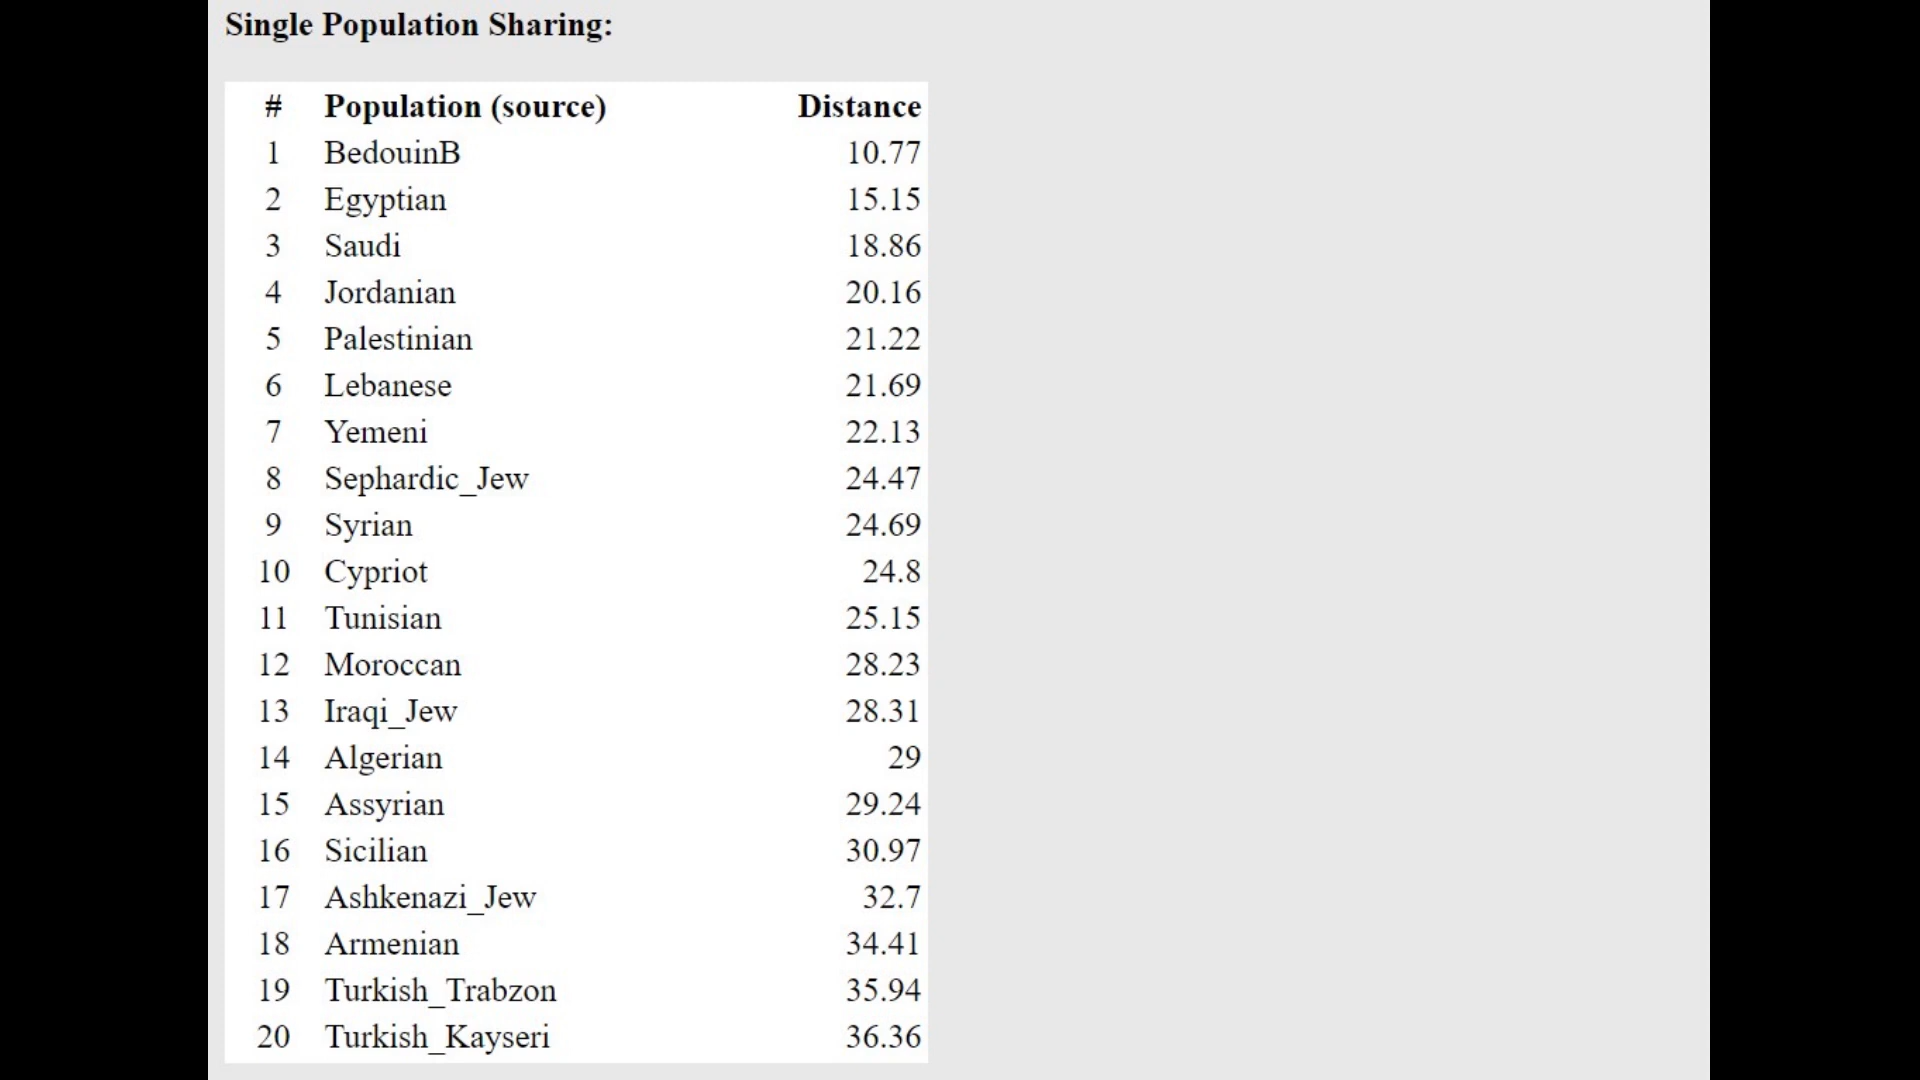 Single Population Sharing:
# Population (source) Distance
1 BedouinB 10.77
2 Egyptian 15.15
3 Saudi 18.86
4 Jordanian 20.16
5 Palestinian 21.22
6 Lebanese 21.69
7 Yemeni 22.13
8 Sephardic_Jew 24.47
9 Syrian 24.69
10 Cypriot 24.8
11 Tunisian 25.15
12 Moroccan 28.23
13 Iraqi_Jew 28.31
14 Algerian 29
15 Assyrian 29.24
16 Sicilian 30.97
17 Ashkenazi_Jew 32.7
18 Armenian 34.41
19 Turkish_Trabzon 35.94
20 Turkish_Kayseri 36.36